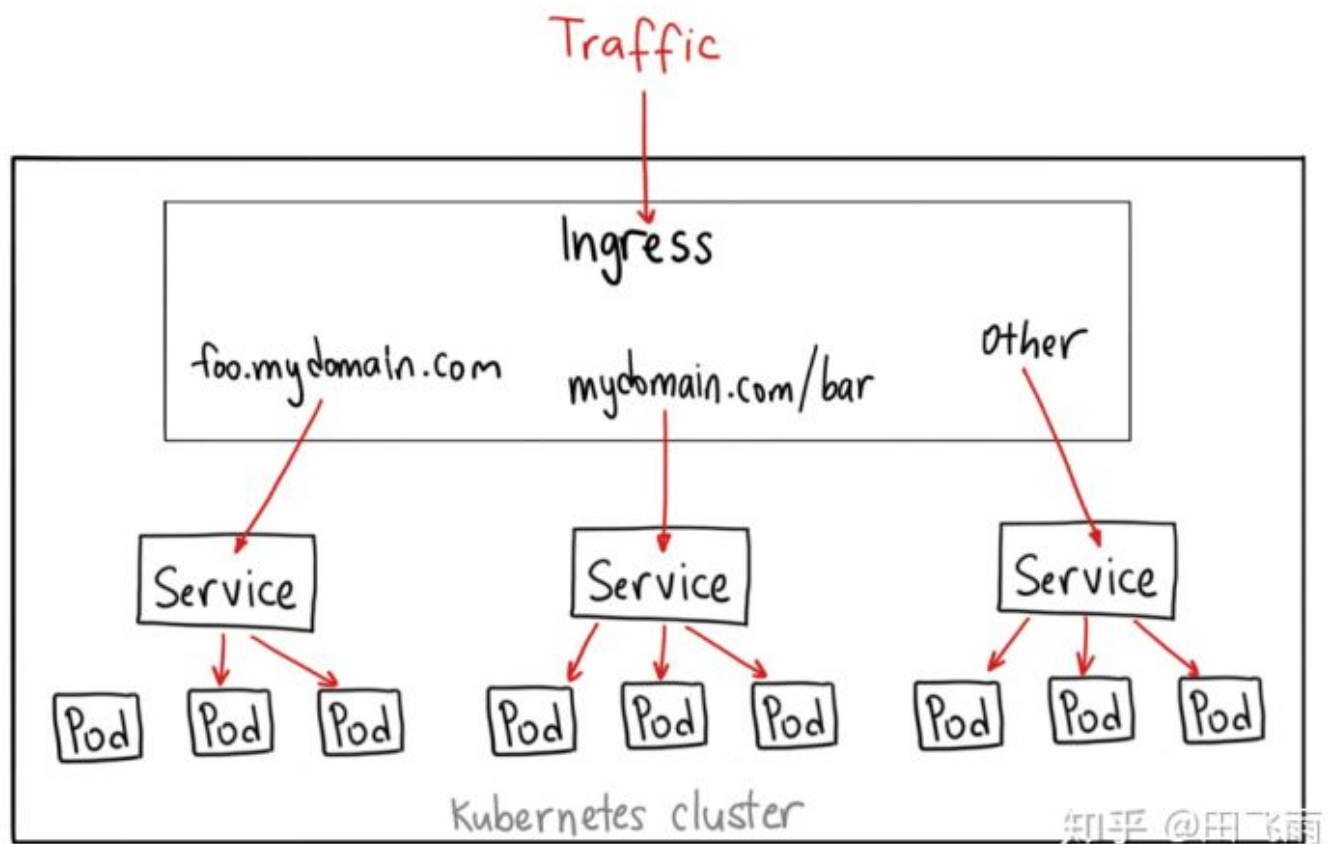 Traffic
Ingress
foo.mydomain.com
mydomain.com/bar
other
Service
Service
Service
Pod
Pod
Pod
Pod
Pod
Pod
Pod
Pod
Pod
Kubernetes cluster
知乎 @田飞雨